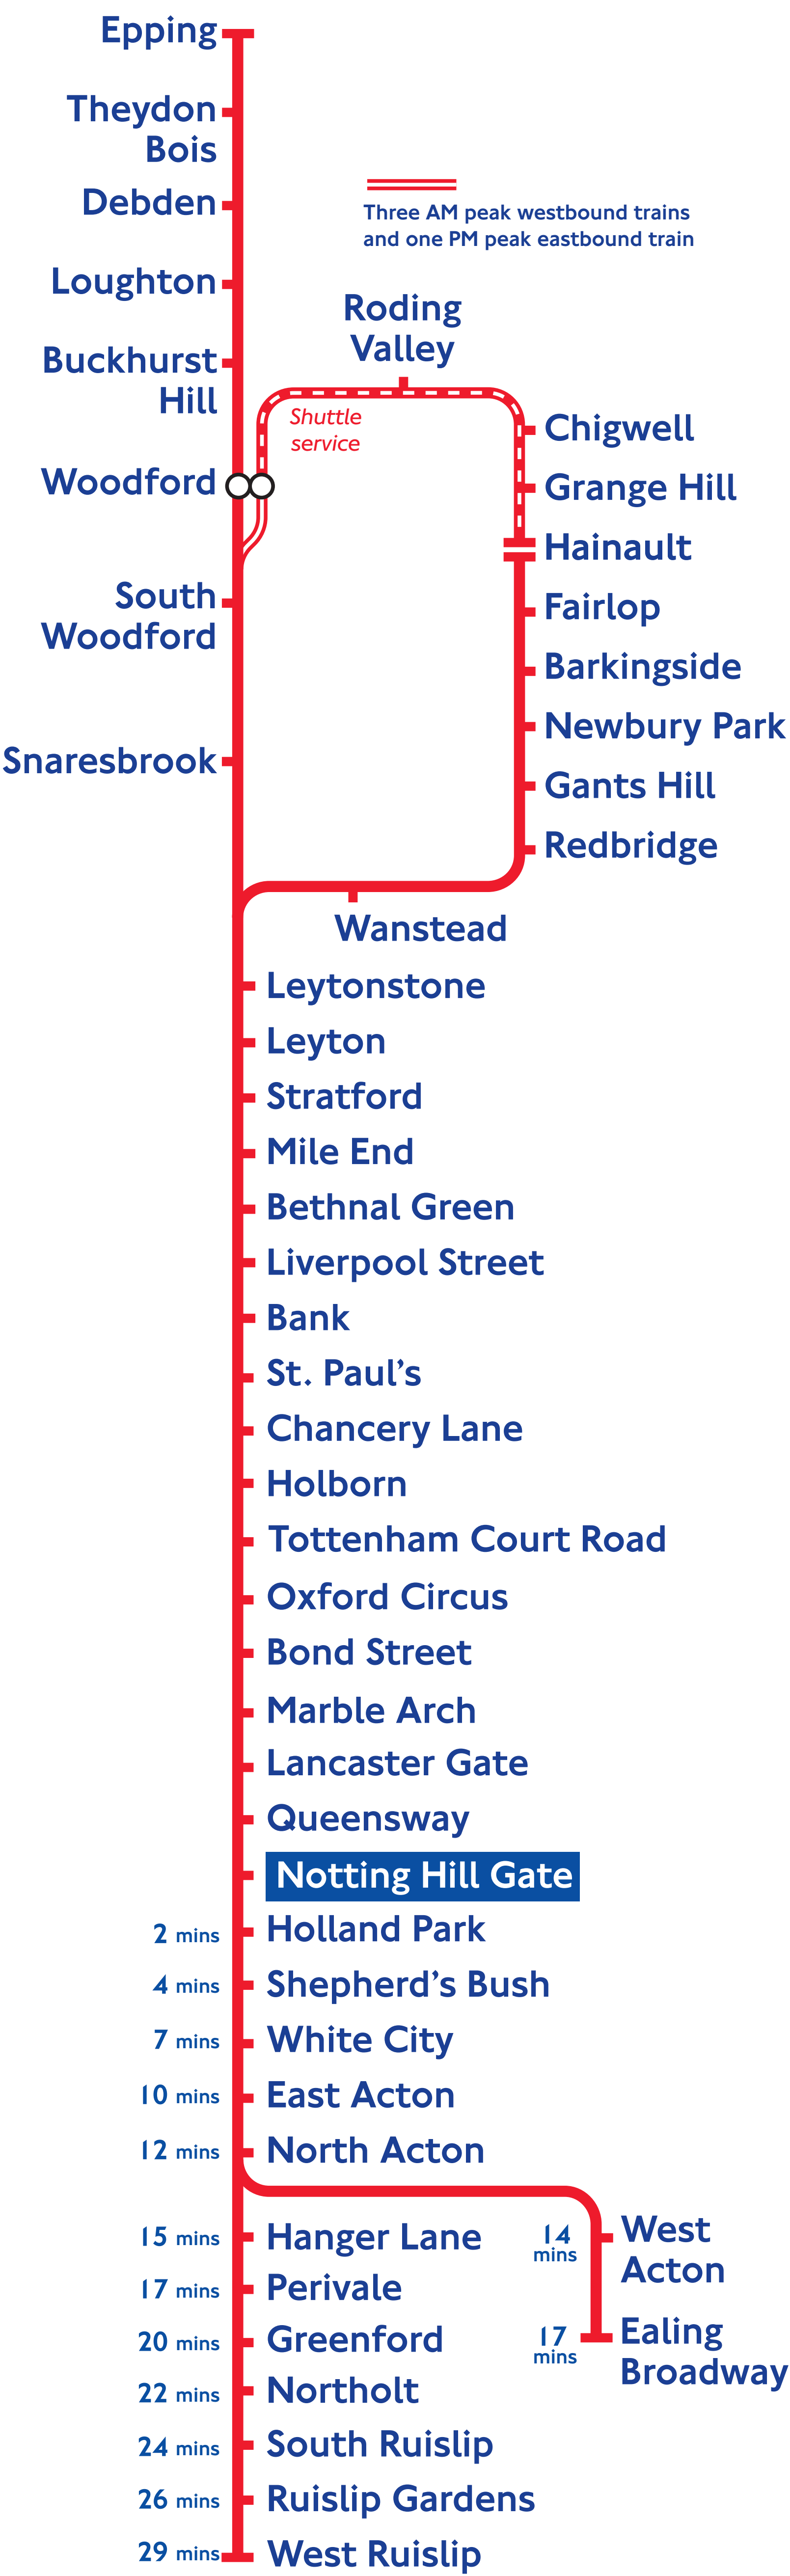 Epping
Theydon
Bois
Debden
Loughton
Buckhurst
Hill
Woodford
South
Woodford
Snaresbrook
Three AM peak westbound trains
and one PM peak eastbound train
Roding
Valley
Shuttle
service
Chigwell
Grange Hill
Hainault
Fairlop
Barkingside
Newbury Park
Gants Hill
Redbridge
Wanstead
Leytonstone
Leyton
Stratford
Mile End
Bethnal Green
Liverpool Street
Bank
St. Paul's
Chancery Lane
Holborn
Tottenham Court Road
Oxford Circus
Bond Street
Marble Arch
Lancaster Gate
Queensway
Notting Hill Gate
2 mins Holland Park
4 mins Shepherd's Bush
7 mins White City
10 mins East Acton
12 mins North Acton
15 mins Hanger Lane
17 mins Perivale
20 mins Greenford
22 mins Northolt
24 mins South Ruislip
26 mins Ruislip Gardens
29 mins West Ruislip
14
mins
West
Acton
17
mins
Ealing
Broadway